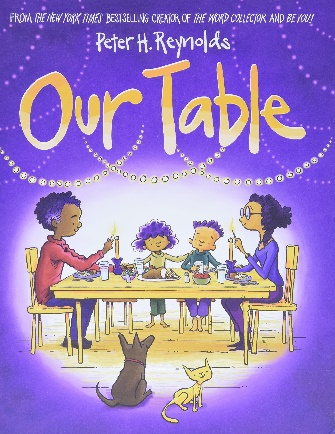 FROM THE NEW YORK TIMES BESTSELLING CREATOR OF THE WORD COLLECTOR AND BE YOU!
Peter H. Reynolds
Our Table